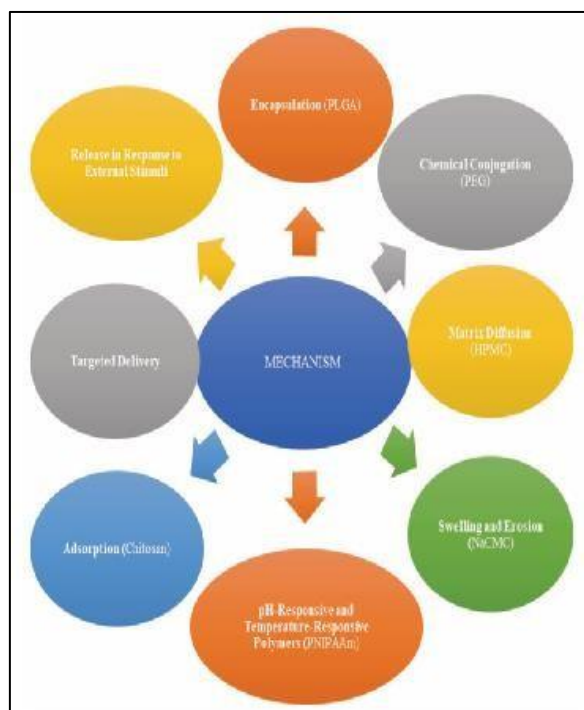 Encapsulation (PLGA)
Release in Response to
External Stimuli
Chemical Conjugation
(PEG)
Targeted Delivery
MECHANISM
Matrix Diffusion
(HPMC)
Adsorption (Chitosan)
Swelling and Erosion
(NaCMC)
pH-Responsive and
Temperature-Responsive
Polymers (PNIPAAm)